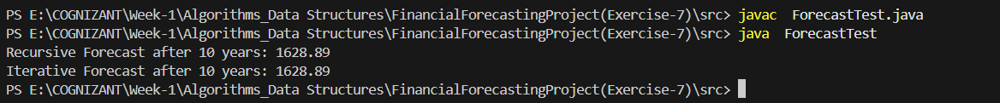 PS E:\COGNIZANT\Week-1\Algorithms_Data Structures\FinancialForecastingProject(Exercise-7)\src> javac  ForecastTest.java
PS E:\COGNIZANT\Week-1\Algorithms_Data Structures\FinancialForecastingProject(Exercise-7)\src> java  ForecastTest
Recursive Forecast after 10 years: 1628.89
Iterative Forecast after 10 years: 1628.89
PS E:\COGNIZANT\Week-1\Algorithms_Data Structures\FinancialForecastingProject(Exercise-7)\src>